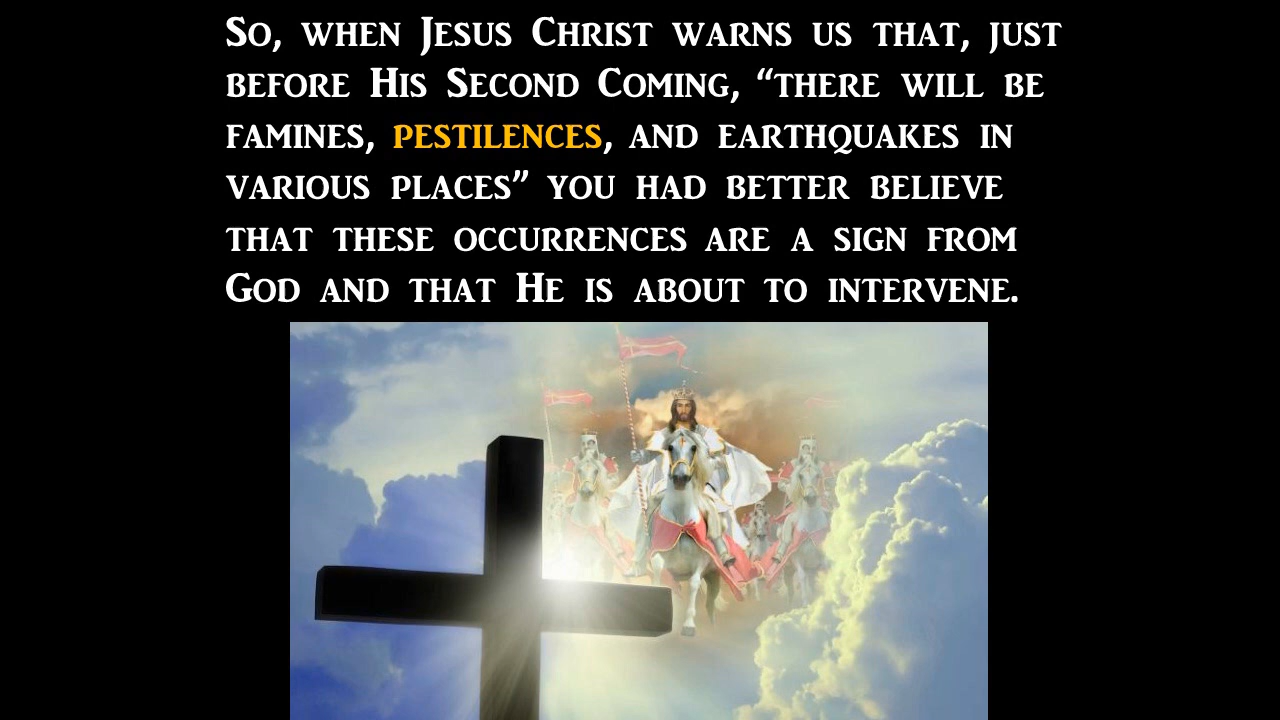 So, when Jesus Christ warns us that, just
before His Second Coming, “there will be
famines, pestilences, and earthquakes in
various places” you had better believe
that these occurrences are a sign from
God and that He is about to intervene.